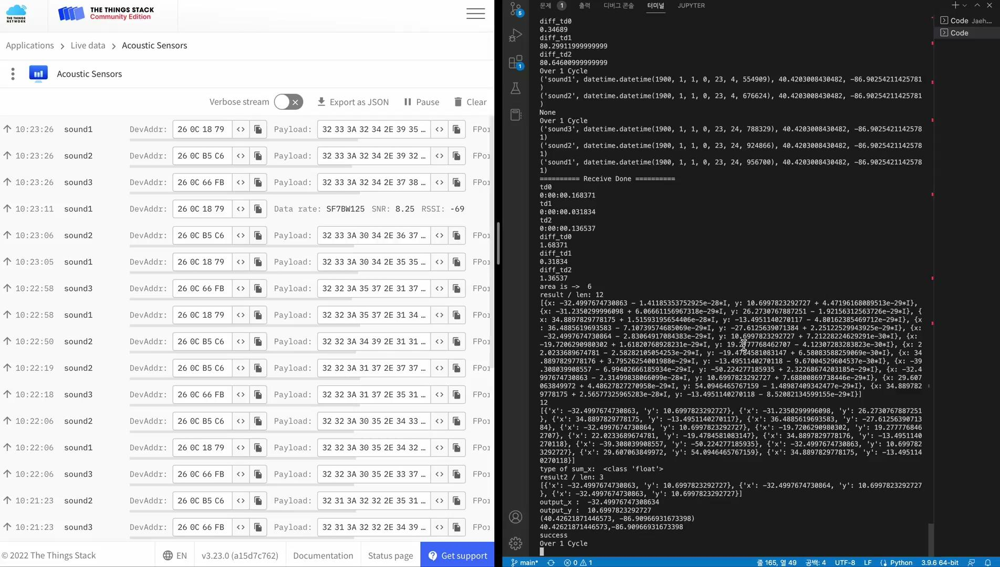 THE THINGS
NETWORK
THE THINGS STACK
Community Edition
Applications > Live data > Acoustic Sensors
Acoustic Sensors
Verbose stream Export as JSON Pause Clear
10:23:26 sound1 DevAddr: 26 0C 18 79 <> Payload: 32 33 3A 32 34 2E 39 35 … <> FPor
10:23:26 sound2 DevAddr: 26 0C B5 C6 <> Payload: 32 33 3A 32 34 2E 39 32 … <> FPor
10:23:26 sound3 DevAddr: 26 0C 66 FB <> Payload: 32 33 3A 32 34 2E 37 38 … <> FPor
10:23:11 sound1 DevAddr: 26 0C 18 79 <> Data rate: SF7BW125 SNR: 8.25 RSSI: -69
10:23:06 sound2 DevAddr: 26 0C B5 C6 <> Payload: 32 33 3A 30 34 2E 36 37 … <> FPor
10:23:05 sound1 DevAddr: 26 0C 18 79 <> Payload: 32 33 3A 30 34 2E 35 35 … <> FPor
10:22:58 sound3 DevAddr: 26 0C 66 FB <> Payload: 32 32 3A 35 37 2E 31 37 … <> FPor
10:22:58 sound1 DevAddr: 26 0C 18 79 <> Payload: 32 32 3A 35 37 2E 31 34 … <> FPor
10:22:50 sound2 DevAddr: 26 0C B5 C6 <> Payload: 32 32 3A 34 39 2E 31 31 … <> FPor
10:22:19 sound2 DevAddr: 26 0C B5 C6 <> Payload: 32 32 3A 31 37 2E 37 37 … <> FPor
10:22:18 sound3 DevAddr: 26 0C 66 FB <> Payload: 32 32 3A 31 37 2E 35 31 … <> FPor
10:22:06 sound2 DevAddr: 26 0C B5 C6 <> Payload: 32 32 3A 30 35 2E 34 33 … <> FPor
10:22:06 sound1 DevAddr: 26 0C 18 79 <> Payload: 32 32 3A 30 35 2E 34 32 … <> FPor
10:22:06 sound3 DevAddr: 26 0C 66 FB <> Payload: 32 32 3A 30 35 2E 33 37 … <> FPor
10:21:23 sound2 DevAddr: 26 0C B5 C6 <> Payload: 32 31 3A 32 32 2E 35 31 … <> FPor
10:21:23 sound3 DevAddr: 26 0C 66 FB <> Payload: 32 31 3A 32 32 2E 34 39 … <> FPor
© 2022 The Things Stack EN v3.23.0 (a15d7c762) Documentation Status page Get support
5
1
문제 1 출력 디버그 콘솔 터미널 JUPYTER
Code Jaeh...
Code
diff_td0
0.34689
diff_td1
80.29911999999999
diff_td2
80.64600999999999
Over 1 Cycle
('sound1', datetime.datetime(1900, 1, 1, 0, 23, 4, 554909), 40.4203008430482, -86.90254211425781
)
('sound2', datetime.datetime(1900, 1, 1, 0, 23, 4, 676624), 40.4203008430482, -86.90254211425781
)
None
Over 1 Cycle
('sound3', datetime.datetime(1900, 1, 1, 0, 23, 24, 788329), 40.4203008430482, -86.9025421142578
1)
('sound2', datetime.datetime(1900, 1, 1, 0, 23, 24, 924866), 40.4203008430482, -86.9025421142578
1)
('sound1', datetime.datetime(1900, 1, 1, 0, 23, 24, 956700), 40.4203008430482, -86.9025421142578
1)
========== Receive Done ==========
td0
0:00:00.168371
td1
0:00:00.031834
td2
0:00:00.136537
diff_td0
1.68371
diff_td1
0.31834
diff_td2
1.36537
area is -> 6
result / len: 12
[{x: -32.4997674730863 - 1.41185353752925e-28*I, y: 10.6997823292727 + 4.47196168089513e-29*I},
{x: -31.2350299996098 + 6.06661156967318e-29*I, y: 26.2730767887251 - 1.92156312563726e-29*I}, {
x: 34.8897829778175 + 1.51593195654406e-28*I, y: -13.4951140270117 - 4.80162385469712e-29*I}, {x
: 36.4885619693583 - 7.10739574685069e-29*I, y: -27.6125639071384 + 2.25122529943925e-29*I}, {x:
-32.4997674730864 - 2.83064917084383e-29*I, y: 10.6997823292727 + 7.21228224629291e-30*I}, {x:
-19.7206290980302 + 1.61820768928231e-29*I, y: 19.2777768462707 - 4.12307283283823e-30*I}, {x: 2
2.0233689674781 - 2.58282105054253e-29*I, y: -19.4784581083147 + 6.58083588259069e-30*I}, {x: 34
.8897829778176 + 3.79526254001988e-29*I, y: -13.4951140270118 - 9.67004529604537e-30*I}, {x: -39
.308039908557 - 6.99402666185934e-29*I, y: -50.224277185935 + 2.32268674203185e-29*I}, {x: -32.4
997674730863 - 2.31499838066099e-28*I, y: 10.6997823292727 + 7.68800869738446e-29*I}, {x: 29.607
063849972 + 4.48627827270958e-29*I, y: 54.0946465767159 - 1.48987409342477e-29*I}, {x: 34.889782
9778175 + 2.56577325965283e-28*I, y: -13.4951140270118 - 8.52082134599155e-29*I}]
12
[{'x': -32.4997674730863, 'y': 10.6997823292727}, {'x': -31.2350299996098, 'y': 26.2730767887251
}, {'x': 34.8897829778175, 'y': -13.4951140270117}, {'x': 36.4885619693583, 'y': -27.61256390713
84}, {'x': -32.4997674730864, 'y': 10.6997823292727}, {'x': -19.7206290980302, 'y': 19.277776846
2707}, {'x': 22.0233689674781, 'y': -19.4784581083147}, {'x': 34.8897829778176, 'y': -13.4951140
270118}, {'x': -39.308039908557, 'y': -50.224277185935}, {'x': -32.4997674730863, 'y': 10.699782
3292727}, {'x': 29.607063849972, 'y': 54.0946465767159}, {'x': 34.8897829778175, 'y': -13.495114
0270118}]
type of sum_x:  <class 'float'>
result2 / len: 3
[{'x': -32.4997674730863, 'y': 10.6997823292727}, {'x': -32.4997674730864, 'y': 10.6997823292727
}, {'x': -32.4997674730863, 'y': 10.6997823292727}]
output_x :  -32.49976747308634
output_y :  10.6997823292727
(40.42621871446573, -86.90966931673398)
40.42621871446573,-86.90966931673398
success
Over 1 Cycle
main* 0 1 줄 165, 열 49 공백: 4 UTF-8 LF Python 3.9.6 64-bit